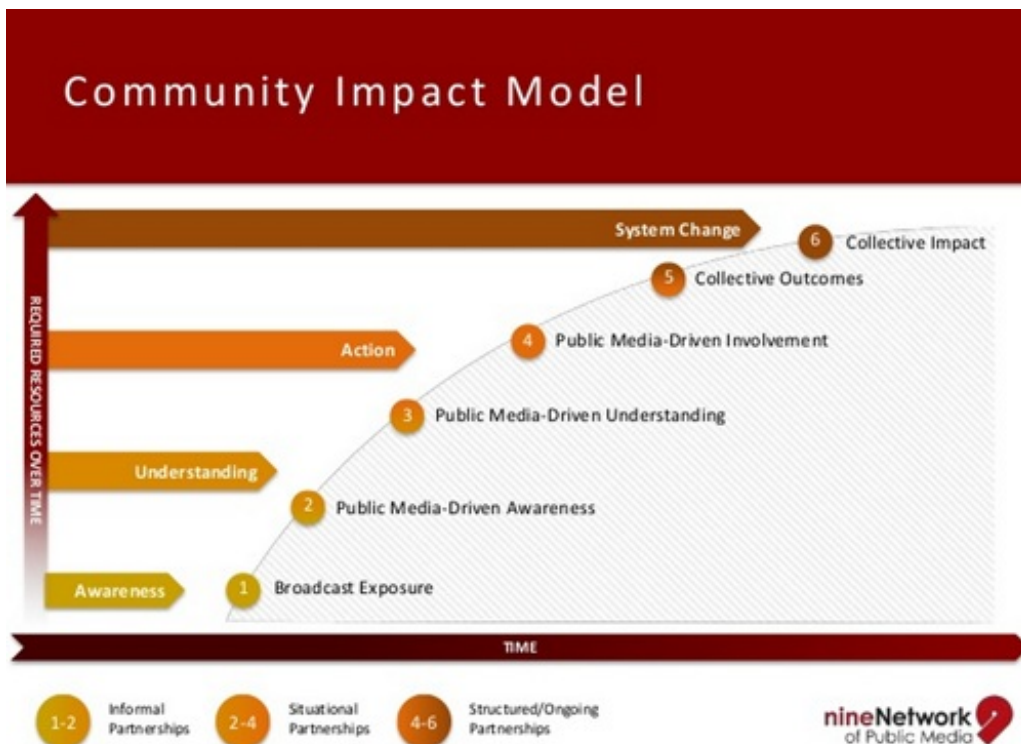 Community Impact Model
REQUIRED RESOURCES OVER TIME
System Change
6 Collective Impact
5 Collective Outcomes
Action
4 Public Media-Driven Involvement
3 Public Media-Driven Understanding
Understanding
2 Public Media-Driven Awareness
Awareness
1 Broadcast Exposure
TIME
1-2
Informal
Partnerships
2-4
Situational
Partnerships
4-6
Structured/Ongoing
Partnerships
nineNetwork
of Public Media